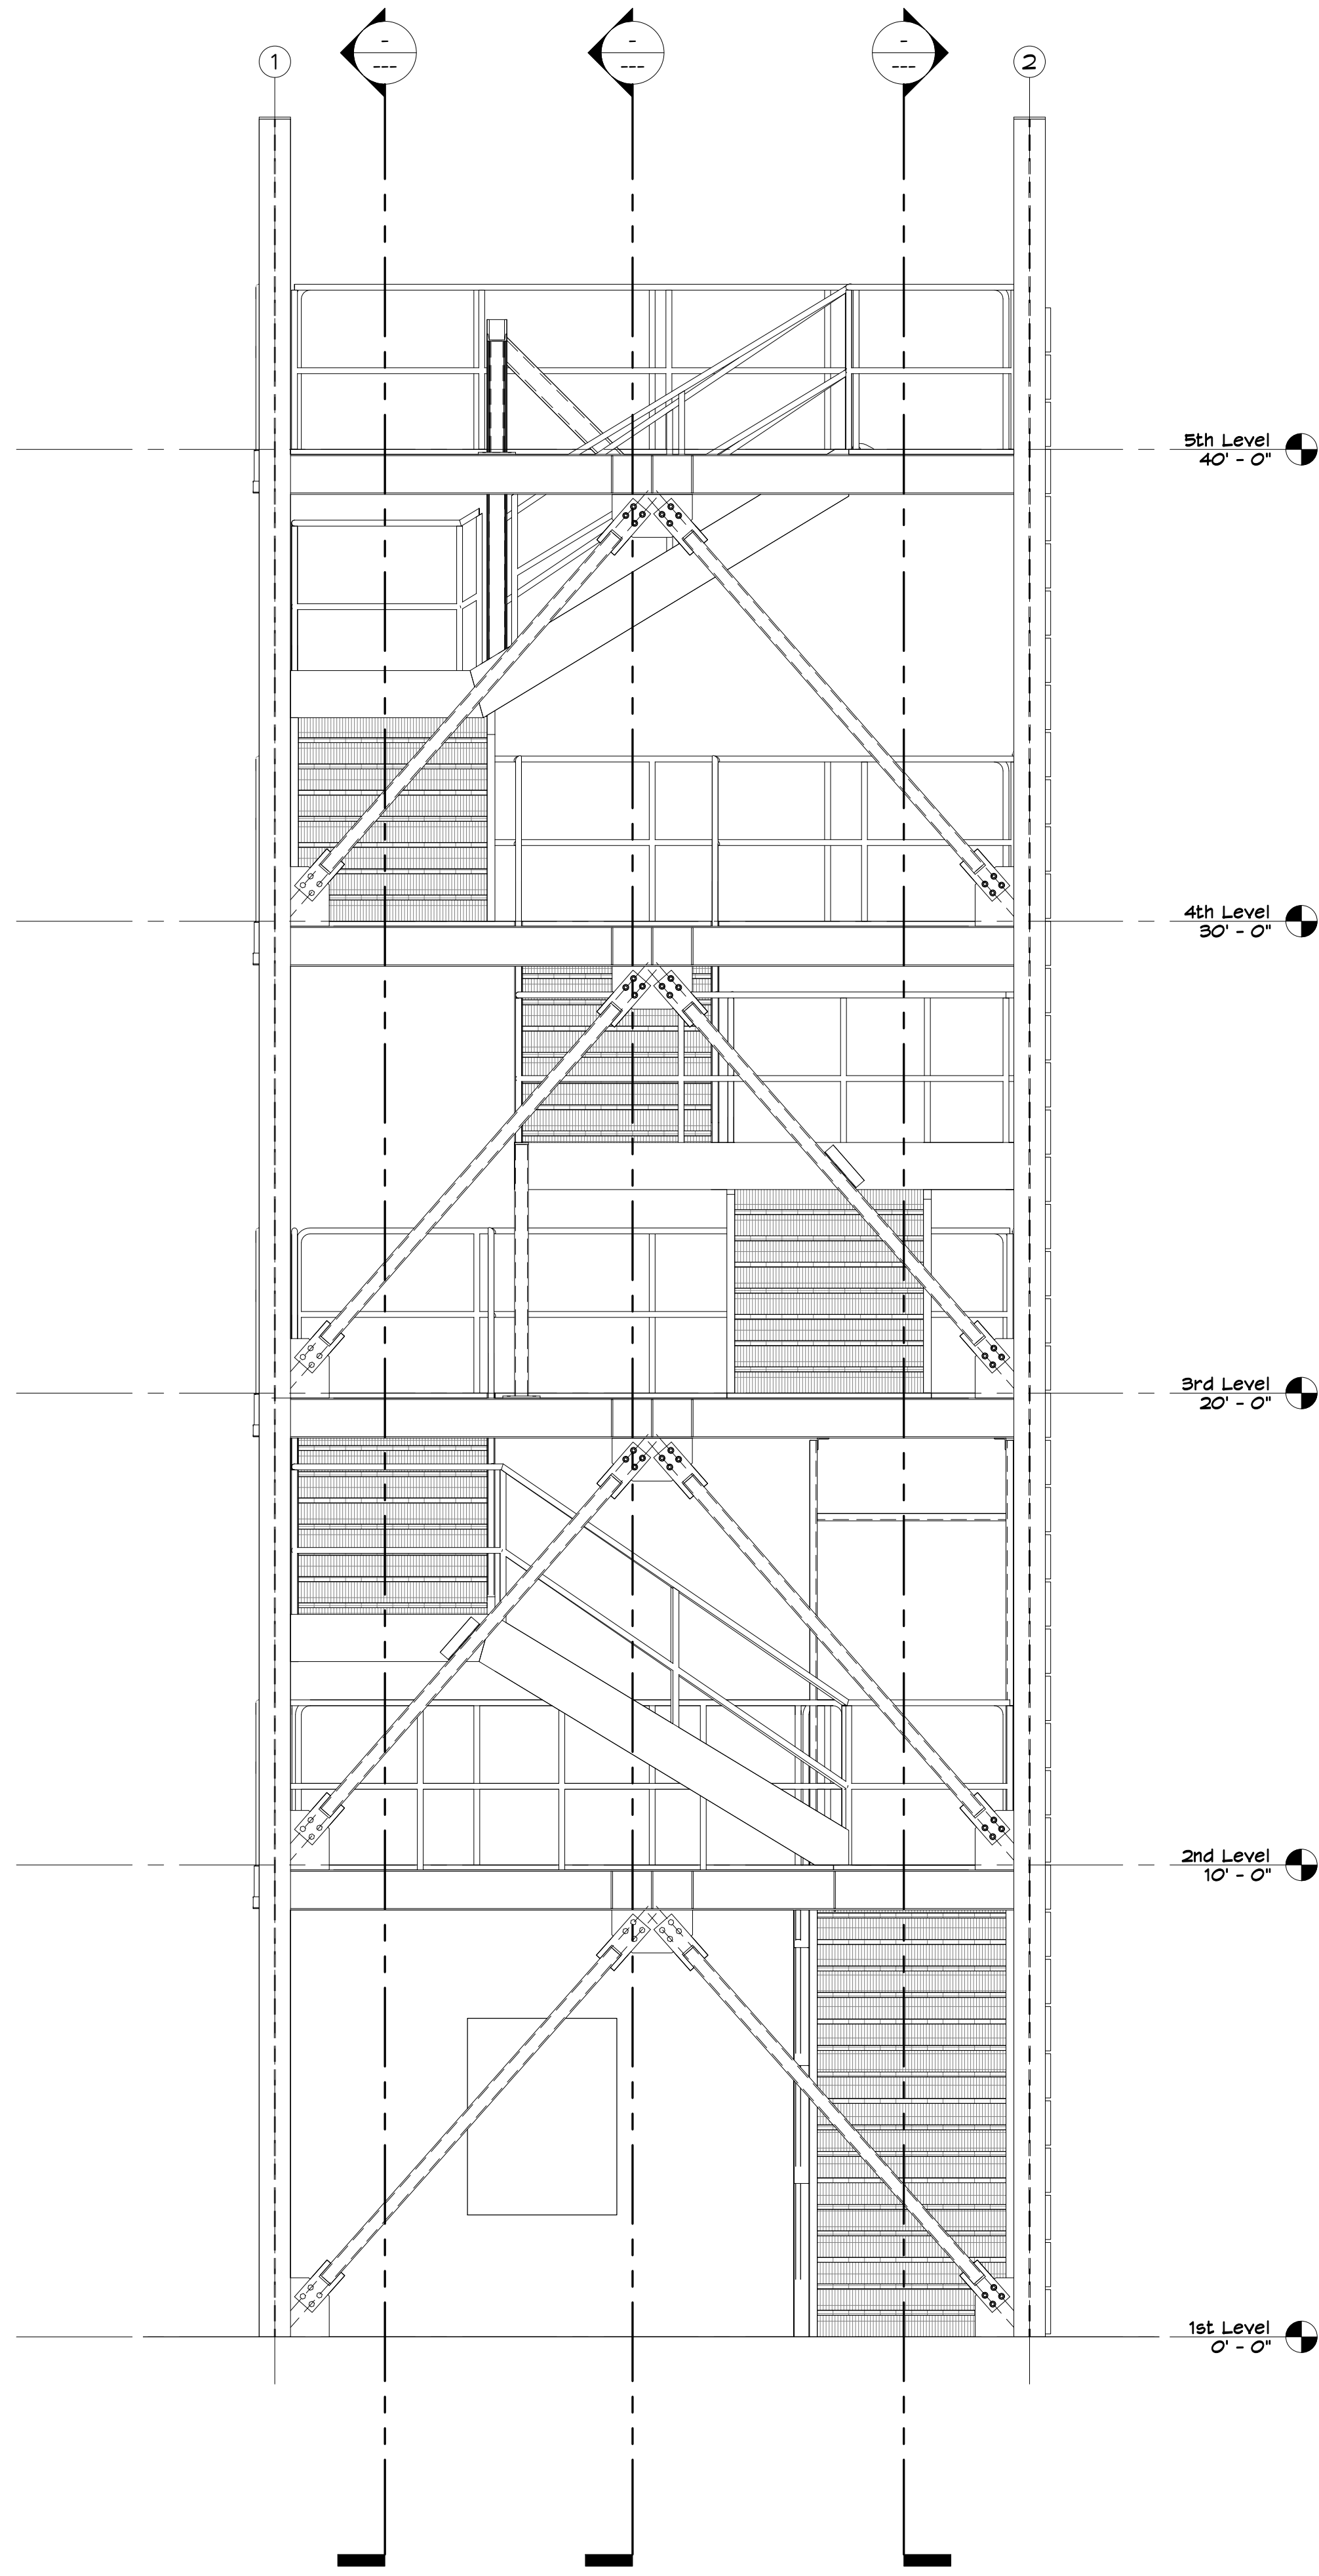 -
---
-
---
-
---
1
2
5th Level
40' - 0"
4th Level
30' - 0"
3rd Level
20' - 0"
2nd Level
10' - 0"
1st Level
0' - 0"